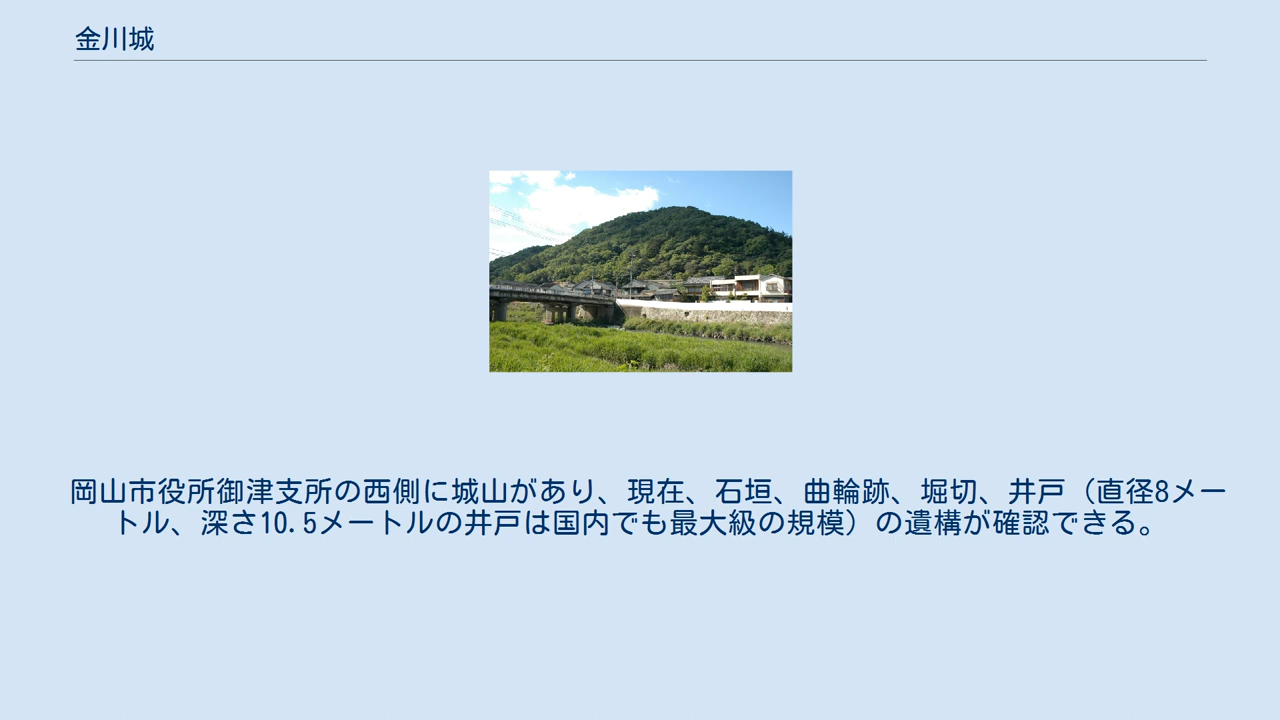 金川城
岡山市役所御津支所の西側に城山があり、現在、石垣、曲輪跡、堀切、井戸（直径8メー
トル、深さ10.5メートルの井戸は国内でも最大級の規模）の遺構が確認できる。